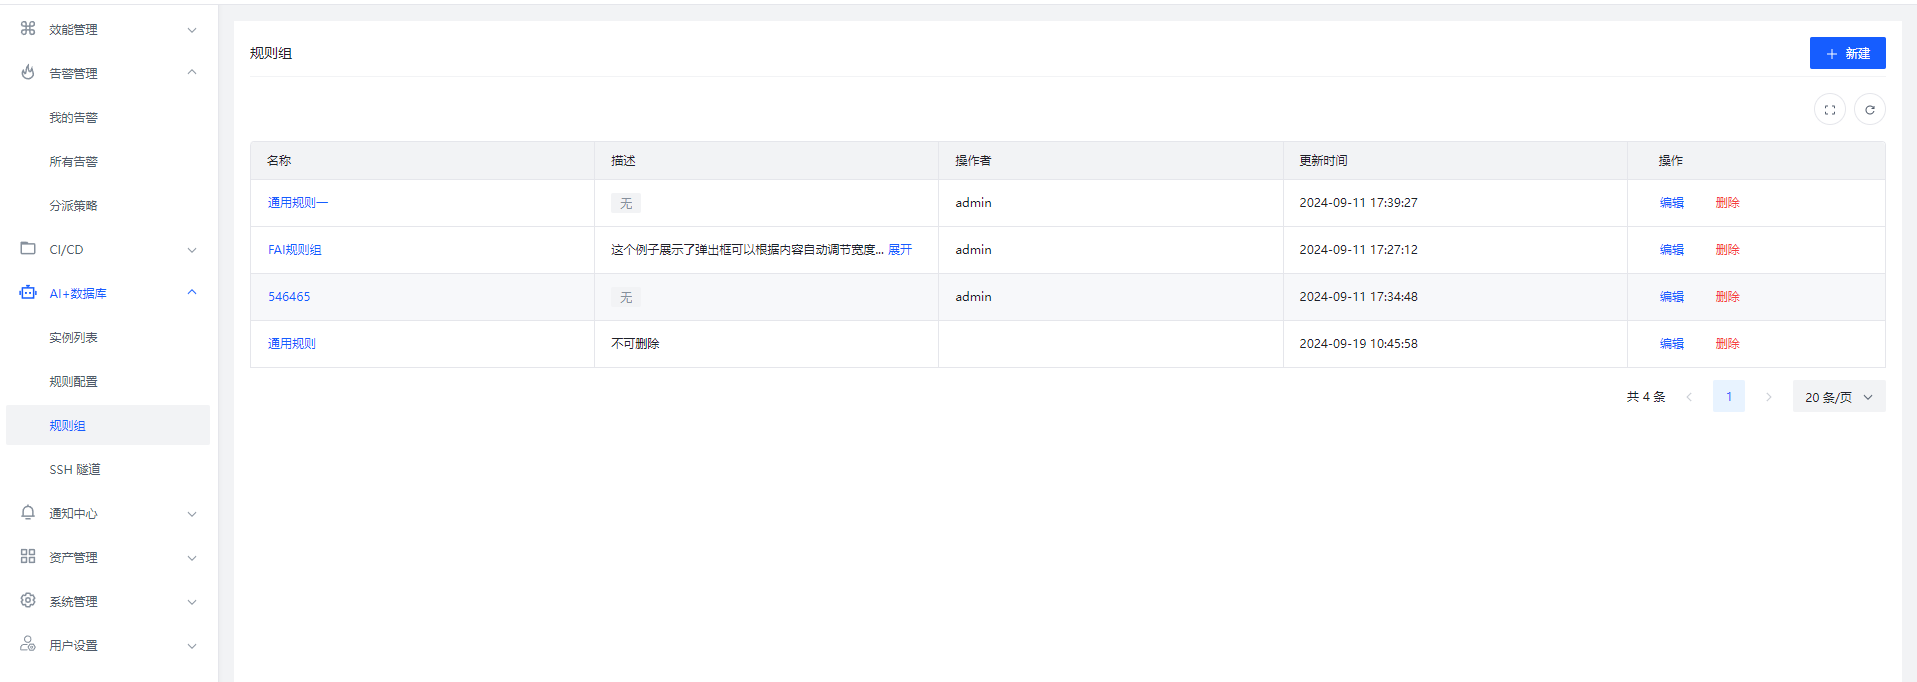 效能管理
告警管理
我的告警
所有告警
分派策略
CI/CD
AI+数据库
实例列表
规则配置
规则组
SSH 隧道
通知中心
资产管理
系统管理
用户设置
规则组
新建
名称 描述 操作者 更新时间 操作
通用规则一 无 admin 2024-09-11 17:39:27 编辑 删除
FAI规则组 这个例子展示了弹出框可以根据内容自动调节宽度... 展开 admin 2024-09-11 17:27:12 编辑 删除
546465 无 admin 2024-09-11 17:34:48 编辑 删除
通用规则 不可删除 2024-09-19 10:45:58 编辑 删除
共 4 条 1 20 条/页